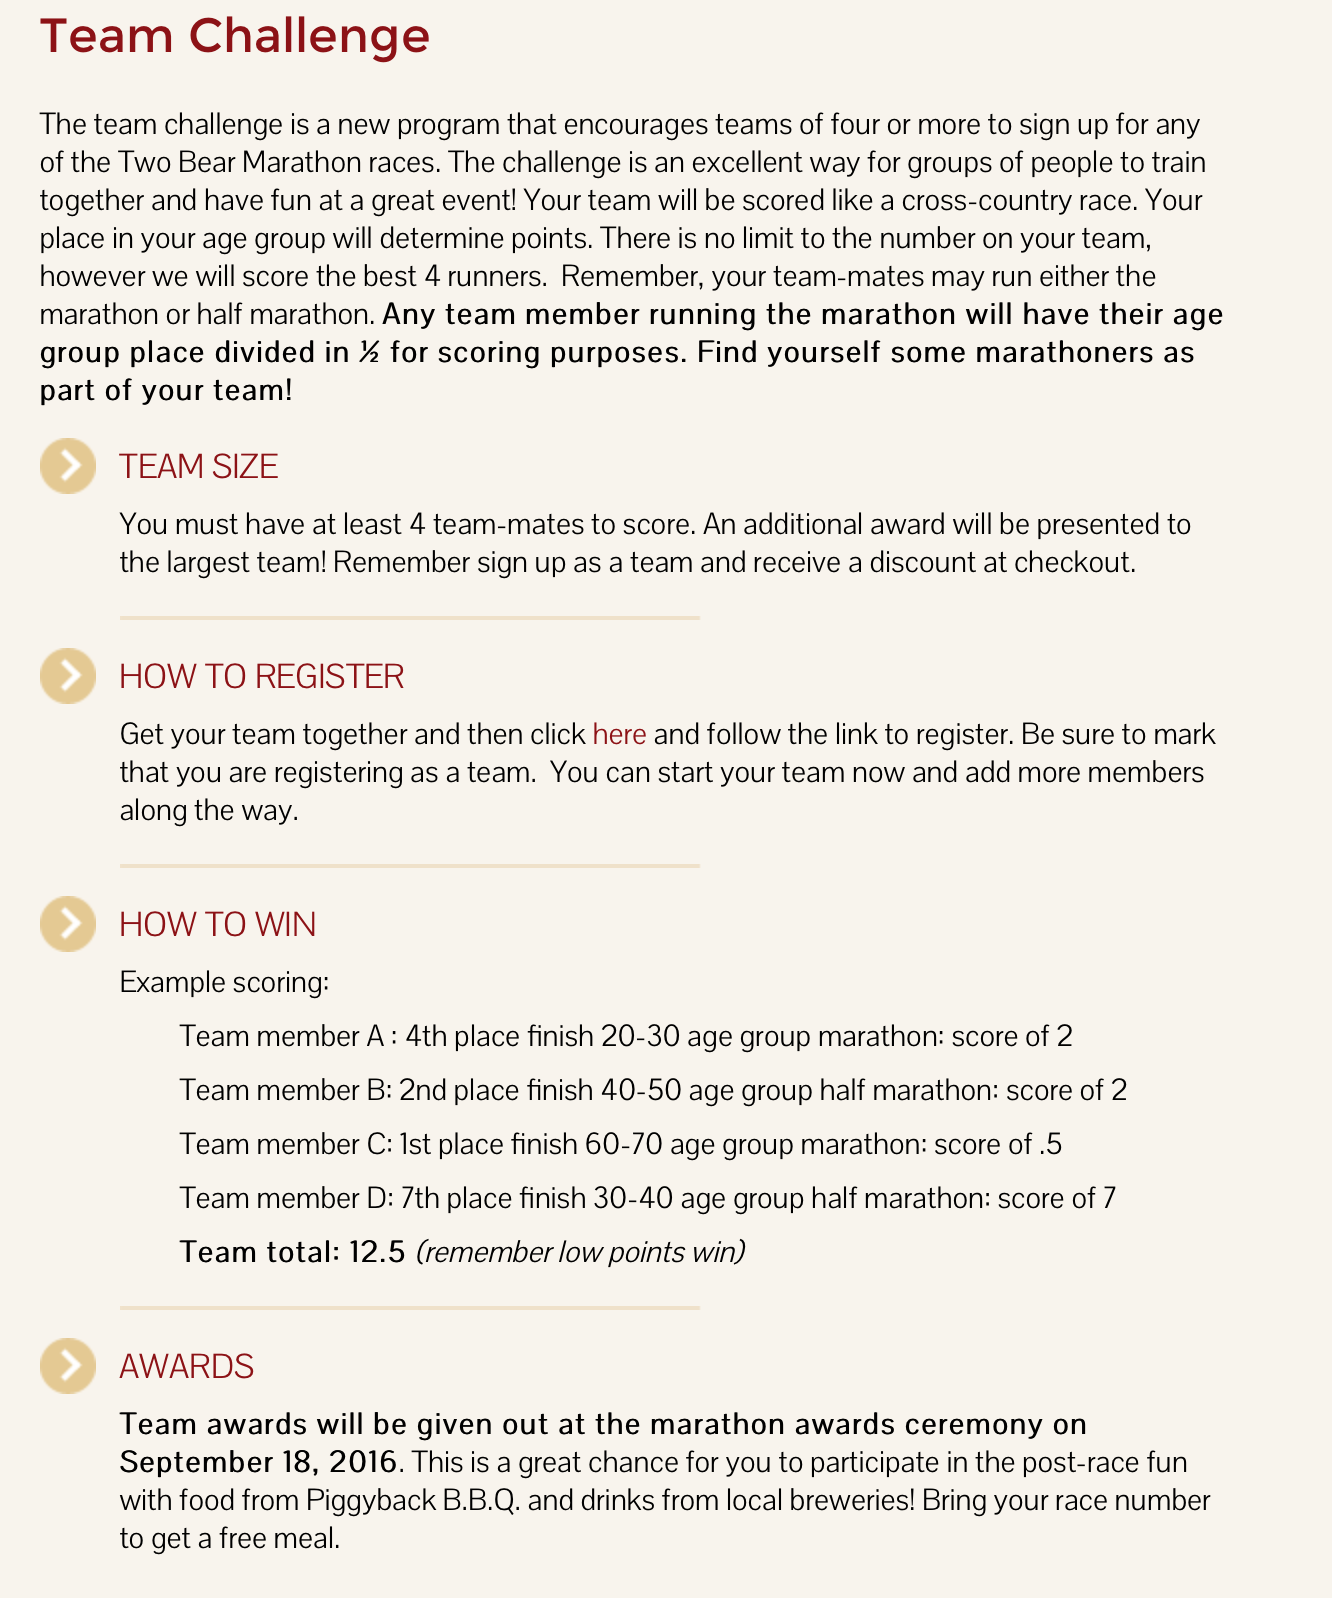 Team Challenge
The team challenge is a new program that encourages teams of four or more to sign up for any
of the Two Bear Marathon races. The challenge is an excellent way for groups of people to train
together and have fun at a great event! Your team will be scored like a cross-country race. Your
place in your age group will determine points. There is no limit to the number on your team,
however we will score the best 4 runners.  Remember, your team-mates may run either the
marathon or half marathon. Any team member running the marathon will have their age
group place divided in ½ for scoring purposes. Find yourself some marathoners as
part of your team!
TEAM SIZE
You must have at least 4 team-mates to score. An additional award will be presented to
the largest team! Remember sign up as a team and receive a discount at checkout.
HOW TO REGISTER
Get your team together and then click here and follow the link to register. Be sure to mark
that you are registering as a team.  You can start your team now and add more members
along the way.
HOW TO WIN
Example scoring:
Team member A : 4th place finish 20-30 age group marathon: score of 2
Team member B: 2nd place finish 40-50 age group half marathon: score of 2
Team member C: 1st place finish 60-70 age group marathon: score of .5
Team member D: 7th place finish 30-40 age group half marathon: score of 7
Team total: 12.5 (remember low points win)
AWARDS
Team awards will be given out at the marathon awards ceremony on
September 18, 2016. This is a great chance for you to participate in the post-race fun
with food from Piggyback B.B.Q. and drinks from local breweries! Bring your race number
to get a free meal.